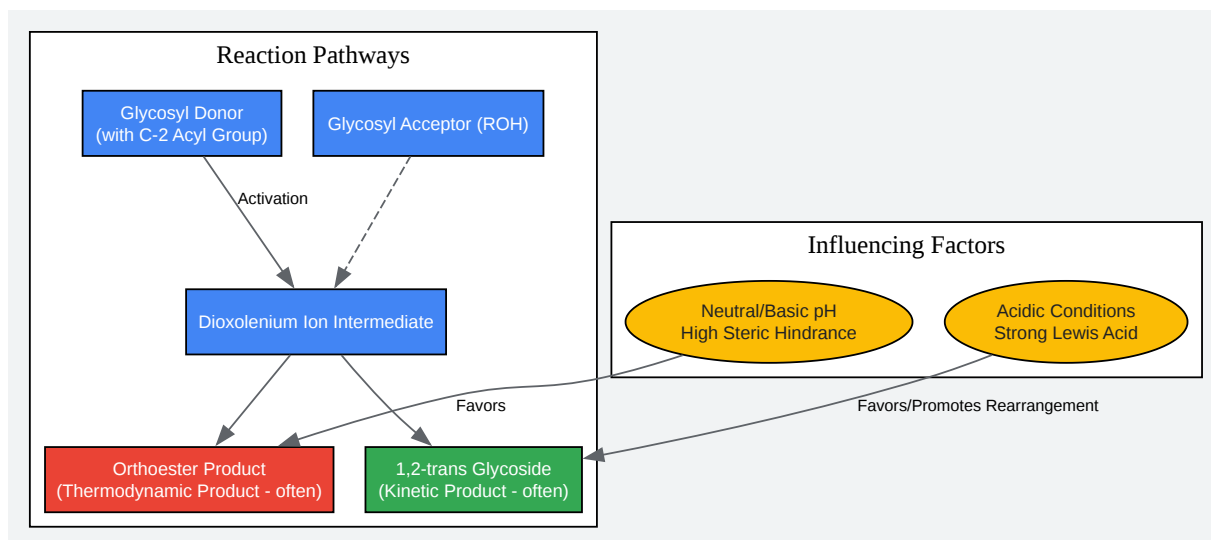 Reaction Pathways
Glycosyl Donor
(with C-2 Acyl Group)
Glycosyl Acceptor (ROH)
Activation
Dioxolenium Ion Intermediate
Influencing Factors
Neutral/Basic pH
High Steric Hindrance
Acidic Conditions
Strong Lewis Acid
Favors
Favors/Promotes Rearrangement
Orthoester Product
(Thermodynamic Product - often)
1,2-trans Glycoside
(Kinetic Product - often)